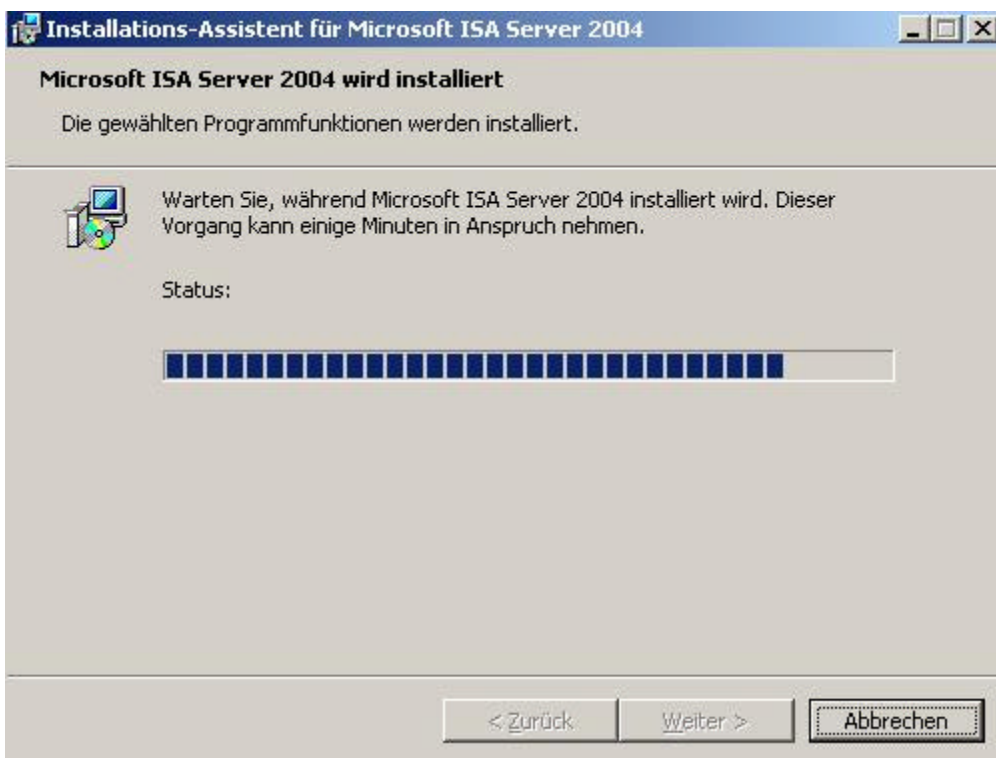 Installations-Assistent für Microsoft ISA Server 2004
Microsoft ISA Server 2004 wird installiert
Die gewählten Programmfunktionen werden installiert.
Warten Sie, während Microsoft ISA Server 2004 installiert wird. Dieser
Vorgang kann einige Minuten in Anspruch nehmen.
Status:
< Zurück
Weiter >
Abbrechen